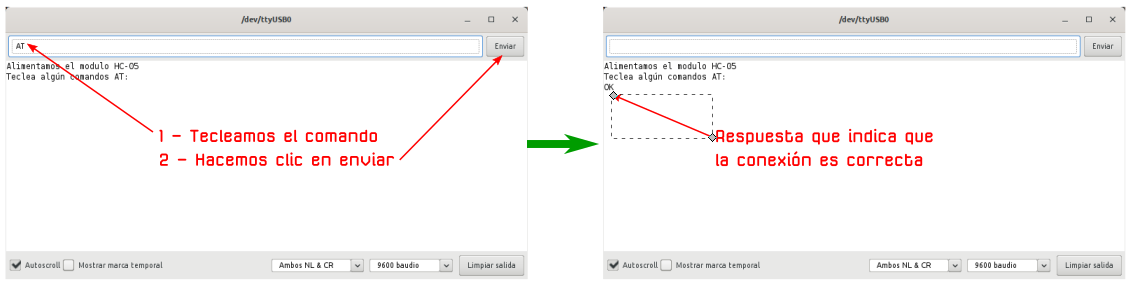 /dev/ttyUSB0
AT
Enviar
Alimentamos el modulo HC-05
Teclea algún comandos AT:
1 - Tecleamos el comando
2 - Hacemos clic en enviar
Autoscroll
Mostrar marca temporal
Ambos NL & CR
9600 baudio
Limpiar salida
/dev/ttyUSB0
Enviar
Alimentamos el modulo HC-05
Teclea algún comandos AT:
OK
Respuesta que indica que
la conexión es correcta
Autoscroll
Mostrar marca temporal
Ambos NL & CR
9600 baudio
Limpiar salida